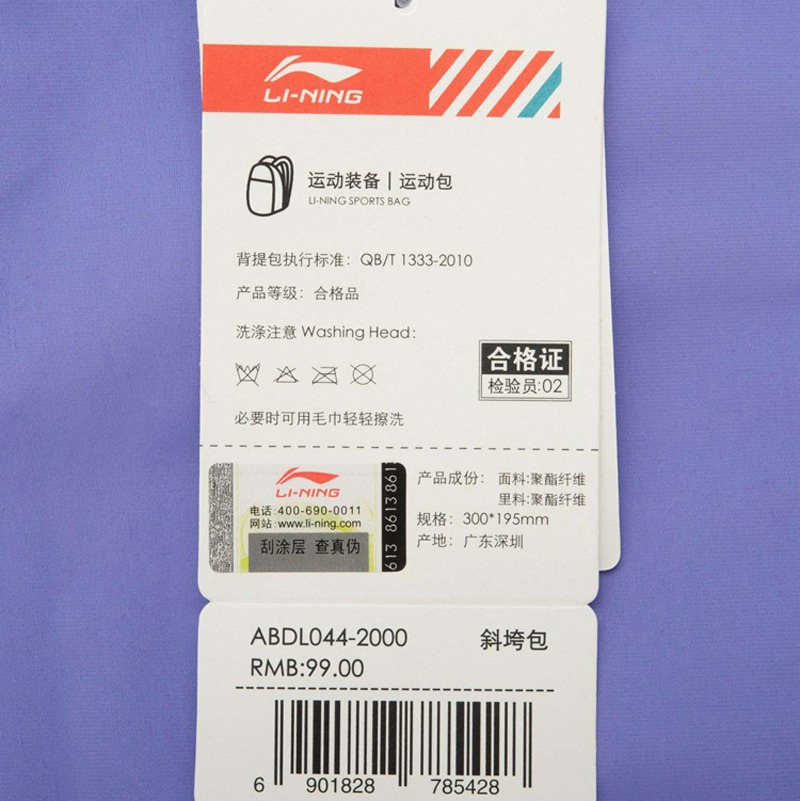 LI-NING
运动装备|运动包
LI-NING SPORTS BAG
背提包执行标准：QB/T 1333-2010
产品等级：合格品
洗涤注意 Washing Head:
合格证
检验员:02
必要时可用毛巾轻轻擦洗
LI-NING
电话:400-690-0011
网站:www.li-ning.com
刮涂层 查真伪
613 8613861
产品成份：面料:聚酯纤维
里料:聚酯纤维
规格：300*195mm
产地：广东深圳
ABDL044-2000 斜垮包
RMB:99.00
6 901828 785428